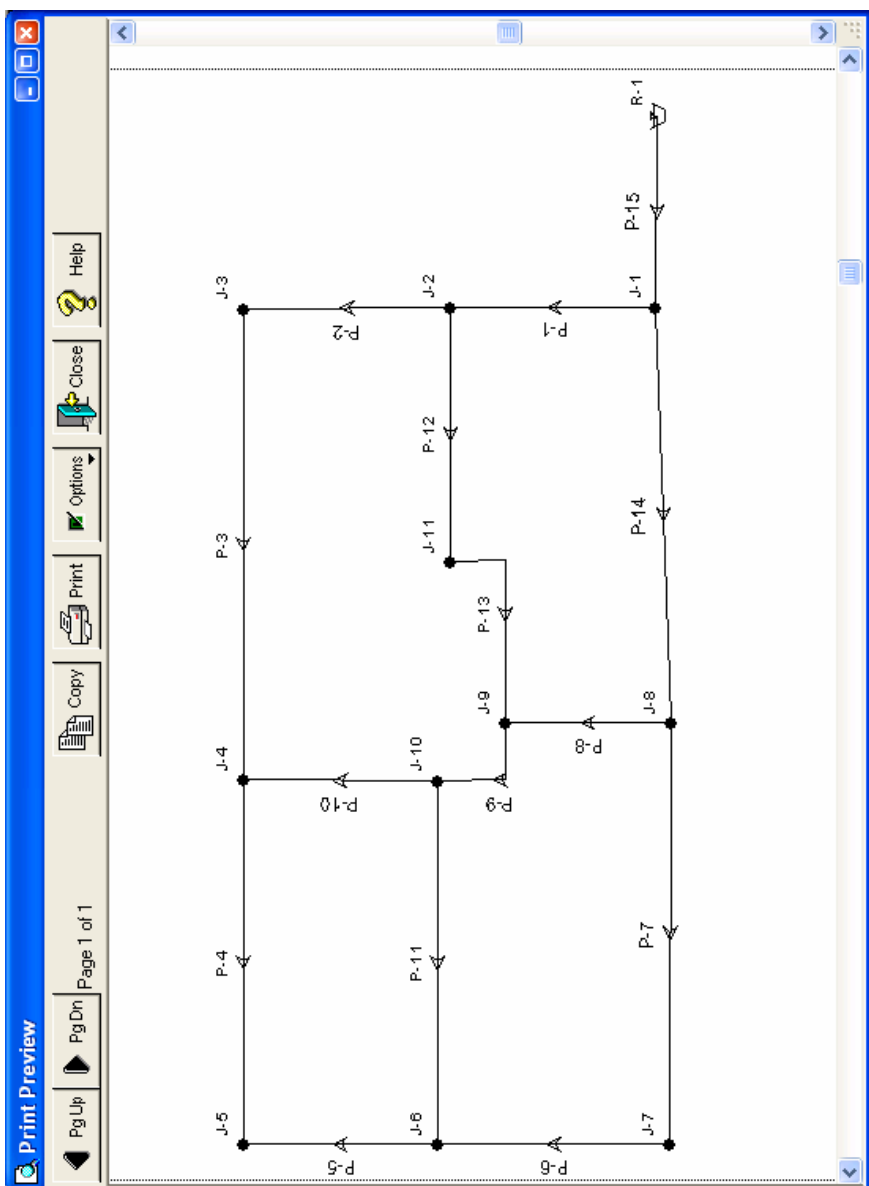 Print Preview
Pg Up Pg Dn Page 1 of 1 Copy Print Options Close Help
J-5 P-4 J-4 P-3 J-3
P-5 P-10 P-2
J-6 P-11 J-10 J-11 P-12 J-2
P-9 J-9 P-13
P-6 P-8 P-1
J-7 P-7 J-8 P-14 J-1 P-15 R-1